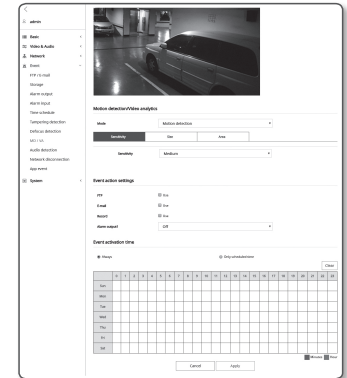 admin
Basic
Video & Audio
Network
Event
FTP / e-mail
Storage
Alarm output
Alarm input
Time schedule
Tampering detection
Defocus detection
MD / VA
Audio detection
Network disconnection
App event
System
Motion detection/Video analytics
Mode
Motion detection
Sensitivity
Size
Area
Sensitivity
Medium
Event action settings
FTP
Use
E-mail
Use
Record
Use
Alarm output1
Off
Event activation time
Always
Only scheduled time
Clear
0 1 2 3 4 5 6 7 8 9 10 11 12 13 14 15 16 17 18 19 20 21 22 23
Sun
Mon
Tue
Wed
Thu
Fri
Sat
Minutes
Hour
Cancel
Apply